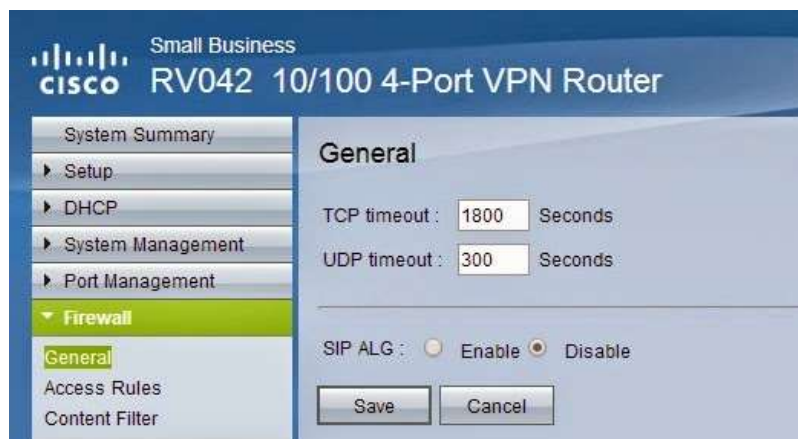 Small Business
CISCO RV042 10/100 4-Port VPN Router
System Summary
Setup
DHCP
System Management
Port Management
Firewall
General
Access Rules
Content Filter
General
TCP timeout : 1800 Seconds
UDP timeout : 300 Seconds
SIP ALG : Enable Disable
Save Cancel